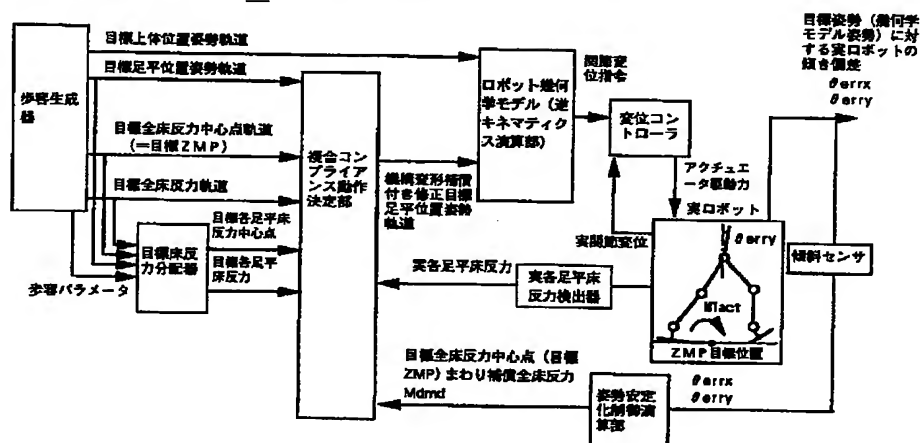 目標上体位置姿勢軌道
目標足平位置姿勢軌道
歩容生成
器
目標全床反力中心点軌道
(=目標ZMP)
目標全床反力軌道
目標各足平床
反力中心点
目標各足平
床反力
目標床反
力分配器
歩容パラメータ
複合コン
プライア
ンス動作
決定部
機構変形補償
付き修正目標
足平位置姿勢
軌道
ロボット幾何
学モデル(逆
キネマティク
ス演算部)
関節変
位指令
変位コン
トローラ
アクチュエ
ータ駆動力
実ロボット
実関節変位
実各足平床反力
実各足平床
反力検出器
θerry
Mact
ZMP目標位置
傾斜センサ
目標姿勢(幾何学
モデル姿勢)に対
する実ロボットの
傾き偏差
θerrx
θerry
目標全床反力中心点(目標
ZMP)まわり補償全床反力
Mdmd
姿勢安定
化制御演
算部
θerrx
θerry